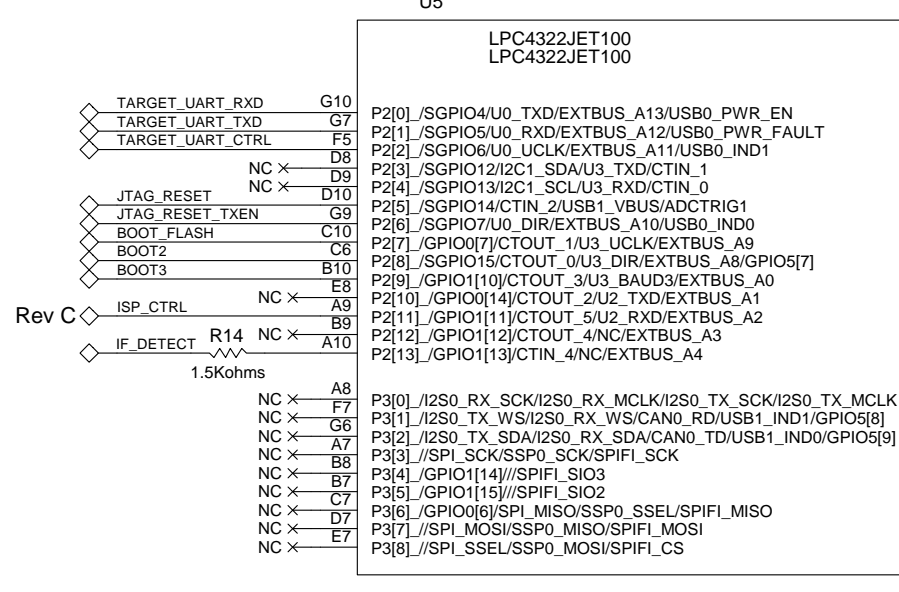 U5
LPC4322JET100
LPC4322JET100
TARGET_UART_RXD G10 P2[0]_/SGPIO4/U0_TXD/EXTBUS_A13/USB0_PWR_EN
TARGET_UART_TXD G7 P2[1]_/SGPIO5/U0_RXD/EXTBUS_A12/USB0_PWR_FAULT
TARGET_UART_CTRL F5 P2[2]_/SGPIO6/U0_UCLK/EXTBUS_A11/USB0_IND1
NC D8 P2[3]_/SGPIO12/I2C1_SDA/U3_TXD/CTIN_1
NC D9 P2[4]_/SGPIO13/I2C1_SCL/U3_RXD/CTIN_0
JTAG_RESET D10 P2[5]_/SGPIO14/CTIN_2/USB1_VBUS/ADCTRIG1
JTAG_RESET_TXEN G9 P2[6]_/SGPIO7/U0_DIR/EXTBUS_A10/USB0_IND0
BOOT_FLASH C10 P2[7]_/GPIO0[7]/CTOUT_1/U3_UCLK/EXTBUS_A9
BOOT2 C6 P2[8]_/SGPIO15/CTOUT_0/U3_DIR/EXTBUS_A8/GPIO5[7]
BOOT3 B10 P2[9]_/GPIO1[10]/CTOUT_3/U3_BAUD3/EXTBUS_A0
NC E8 P2[10]_/GPIO0[14]/CTOUT_2/U2_TXD/EXTBUS_A1
Rev C ISP_CTRL A9 P2[11]_/GPIO1[11]/CTOUT_5/U2_RXD/EXTBUS_A2
NC B9 P2[12]_/GPIO1[12]/CTOUT_4/NC/EXTBUS_A3
IF_DETECT R14 A10 P2[13]_/GPIO1[13]/CTIN_4/NC/EXTBUS_A4
1.5Kohms
NC A8 P3[0]_/I2S0_RX_SCK/I2S0_RX_MCLK/I2S0_TX_SCK/I2S0_TX_MCLK
NC F7 P3[1]_/I2S0_TX_WS/I2S0_RX_WS/CAN0_RD/USB1_IND1/GPIO5[8]
NC G6 P3[2]_/I2S0_TX_SDA/I2S0_RX_SDA/CAN0_TD/USB1_IND0/GPIO5[9]
NC A7 P3[3]_//SPI_SCK/SSP0_SCK/SPIFI_SCK
NC B8 P3[4]_/GPIO1[14]///SPIFI_SIO3
NC B7 P3[5]_/GPIO1[15]///SPIFI_SIO2
NC C7 P3[6]_/GPIO0[6]/SPI_MISO/SSP0_SSEL/SPIFI_MISO
NC D7 P3[7]_//SPI_MOSI/SSP0_MISO/SPIFI_MOSI
NC E7 P3[8]_//SPI_SSEL/SSP0_MOSI/SPIFI_CS